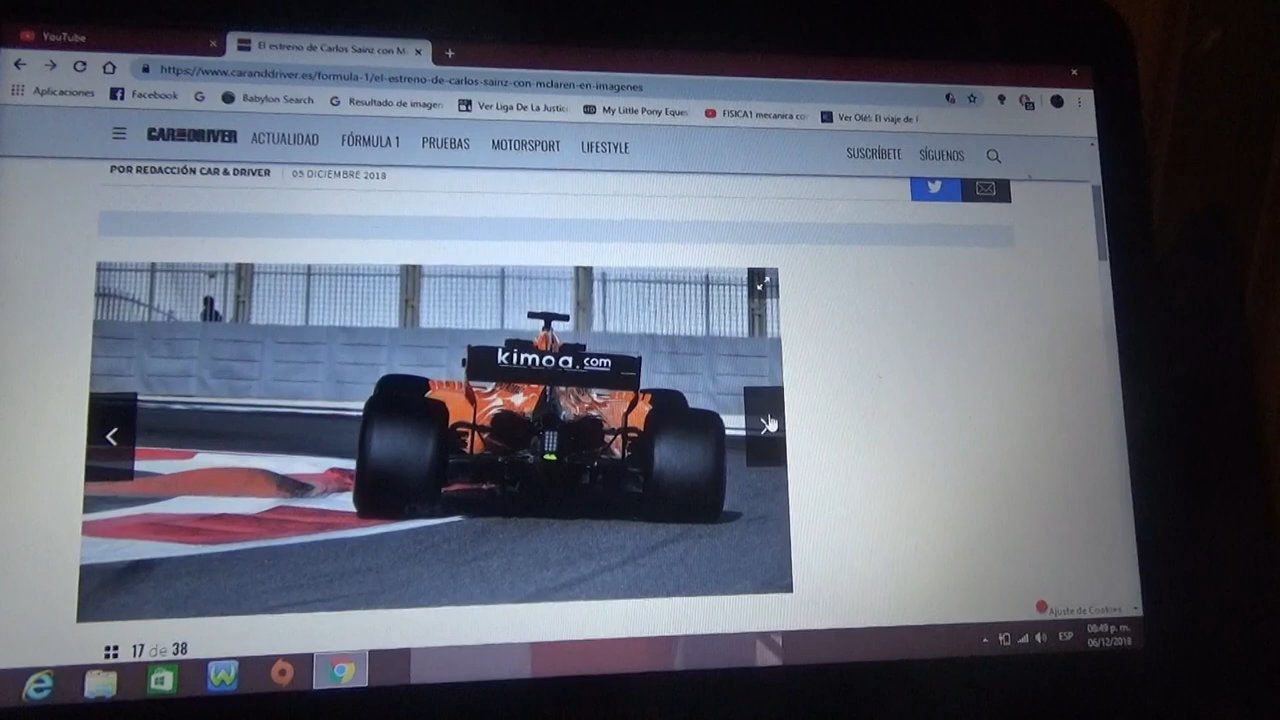 YouTube
El estreno de Carlos Sainz con M
https://www.caranddriver.es/formula-1/el-estreno-de-carlos-sainz-con-mclaren-en-imagenes
Aplicaciones Facebook Babylon Search Resultado de imagen Ver Liga De La Justic My Little Pony Eques FISICA1 mecanica co Ver Olé!: El viaje de F
CAR AND DRIVER ACTUALIDAD FÓRMULA 1 PRUEBAS MOTORSPORT LIFESTYLE SUSCRÍBETE SÍGUENOS
POR REDACCIÓN CAR & DRIVER 05 DICIEMBRE 2018
kimoa.com
17 de 38
Ajuste de Cookies
ESP
06:49 p. m.
06/12/2018